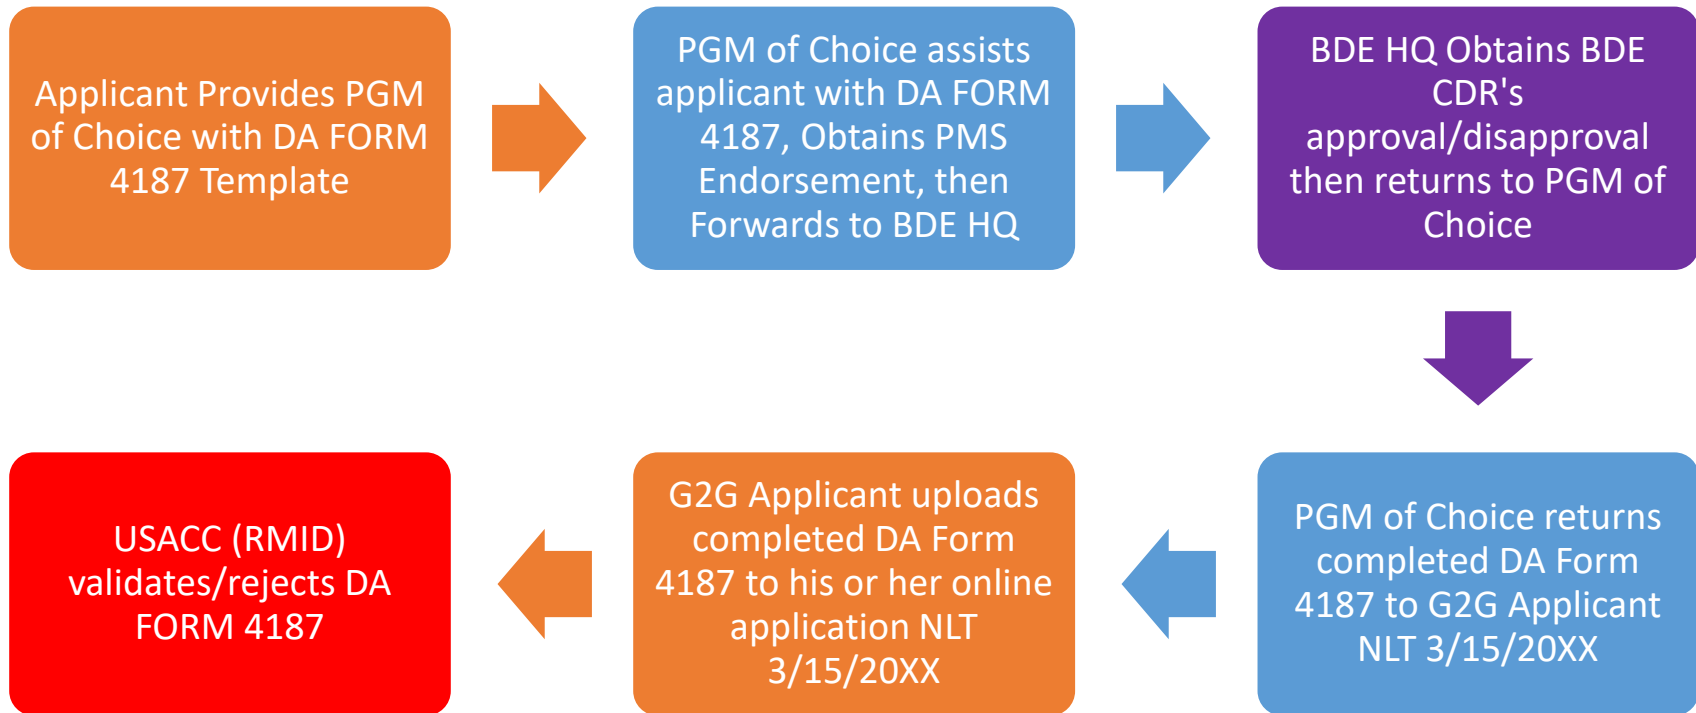 Applicant Provides PGM
of Choice with DA FORM
4187 Template
PGM of Choice assists
applicant with DA FORM
4187, Obtains PMS
Endorsement, then
Forwards to BDE HQ
BDE HQ Obtains BDE
CDR's
approval/disapproval
then returns to PGM of
Choice
PGM of Choice returns
completed DA Form
4187 to G2G Applicant
NLT 3/15/20XX
G2G Applicant uploads
completed DA Form
4187 to his or her online
application NLT
3/15/20XX
USACC (RMID)
validates/rejects DA
FORM 4187